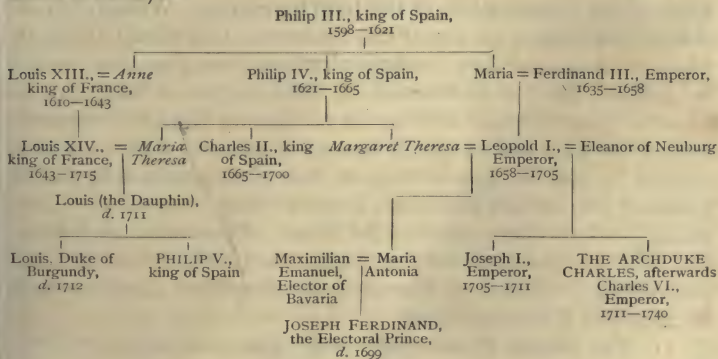 Philip III., king of Spain,
1598—1621
Louis XIII., = Anne
king of France,
1610—1643
Philip IV., king of Spain,
1621—1665
Maria = Ferdinand III., Emperor,
1635—1658
Louis XIV., = Maria
king of France, Theresa
1643—1715
Charles II., king
of Spain,
1665—1700
Margaret Theresa = Leopold I., = Eleanor of Neuburg
Emperor,
1658—1705
Louis (the Dauphin),
d. 1711
Louis, Duke of
Burgundy,
d. 1712
PHILIP V.,
king of Spain
Maximilian = Maria
Emanuel, Antonia
Elector of
Bavaria
Joseph I.,
Emperor,
1705—1711
THE ARCHDUKE
CHARLES, afterwards
Charles VI.,
Emperor,
1711—1740
JOSEPH FERDINAND,
the Electoral Prince,
d. 1699